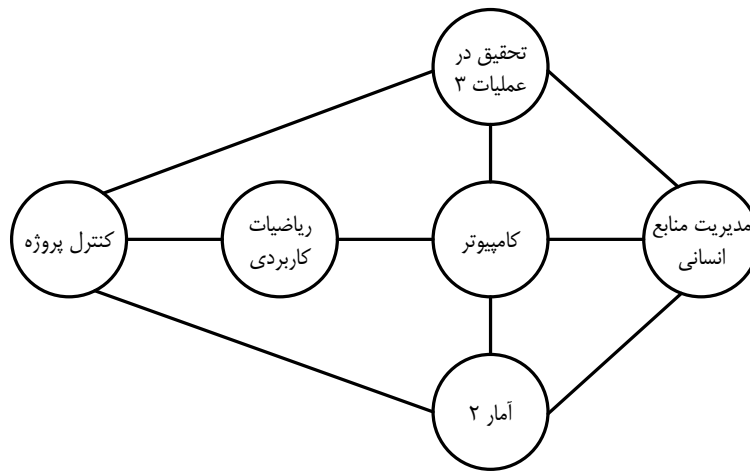 تحقیق در
عملیات ۳
مدیریت منابع
انسانی
کامپیوتر
ریاضیات
کاربردی
کنترل پروژه
آمار ۲